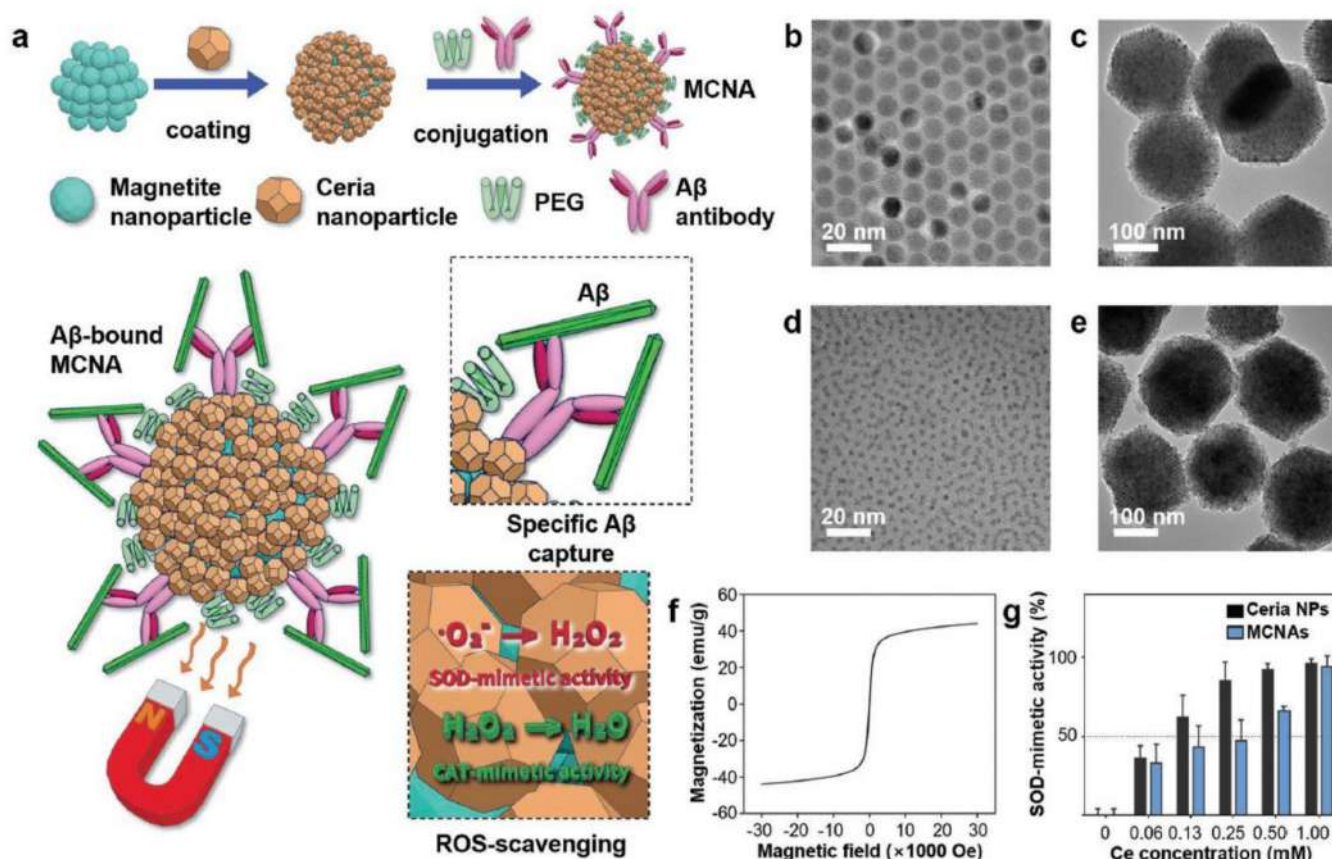 a
coating
conjugation
MCNA
Magnetite
nanoparticle
Ceria
nanoparticle
PEG
Aβ
antibody
Aβ-bound
MCNA
Aβ
Specific Aβ
capture
·O₂⁻ → H₂O₂
SOD-mimetic activity
H₂O₂ → H₂O
CAT-mimetic activity
ROS-scavenging
N
S
b
20 nm
c
100 nm
d
20 nm
e
100 nm
f
Magnetization (emu/g)
60
40
20
0
-20
-40
-60
-30 -20 -10 0 10 20 30
Magnetic field (×1000 Oe)
g
SOD-mimetic activity (%)
Ceria NPs
MCNAs
100
50
0 0.06 0.13 0.25 0.50 1.00
Ce concentration (mM)